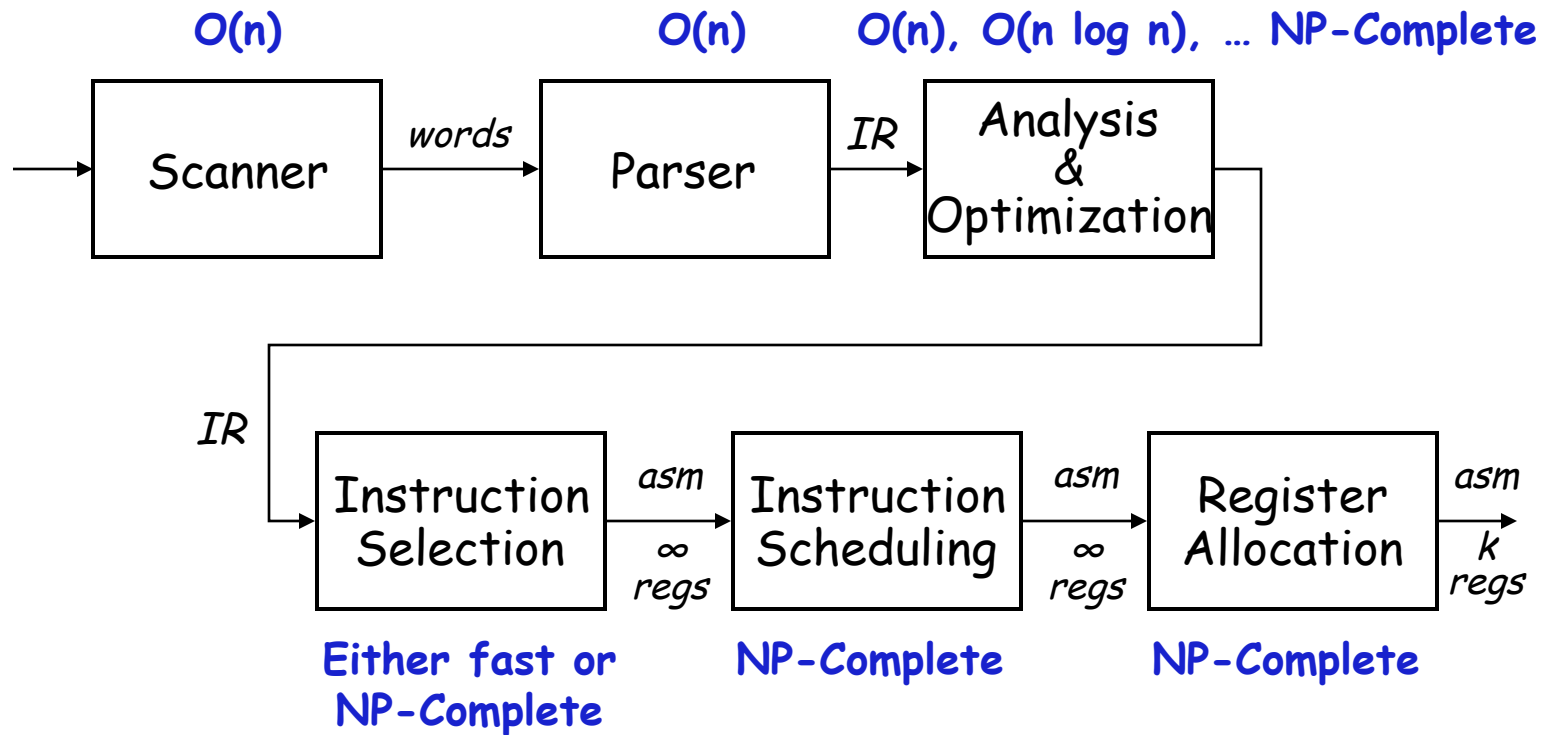 O(n)
O(n)
O(n), O(n log n), … NP-Complete
Scanner
words
Parser
IR
Analysis
&
Optimization
IR
Instruction
Selection
asm
∞
regs
Instruction
Scheduling
asm
∞
regs
Register
Allocation
asm
k
regs
Either fast or
NP-Complete
NP-Complete
NP-Complete